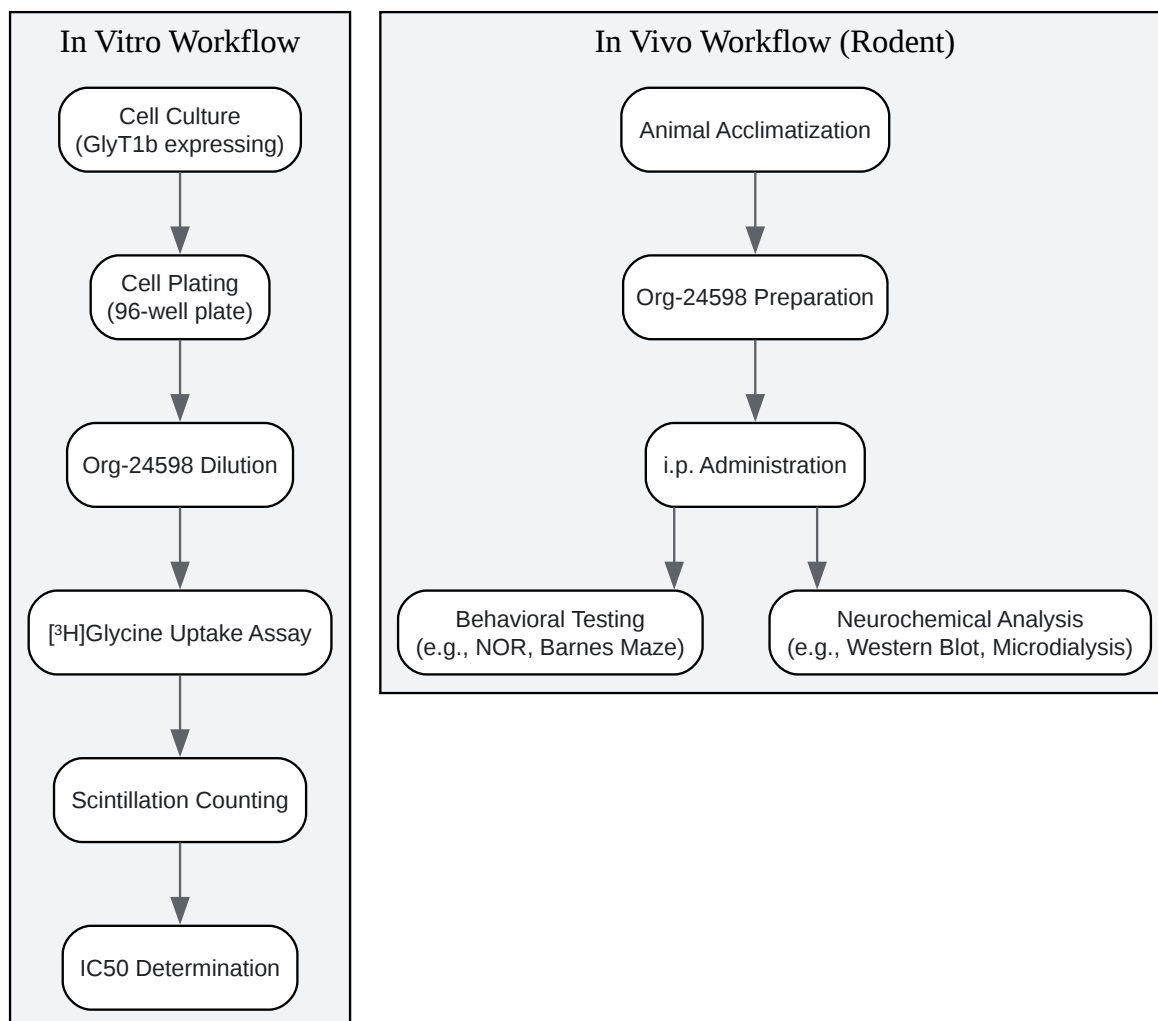 In Vitro Workflow
Cell Culture
(GlyT1b expressing)
Cell Plating
(96-well plate)
Org-24598 Dilution
[³H]Glycine Uptake Assay
Scintillation Counting
IC50 Determination
In Vivo Workflow (Rodent)
Animal Acclimatization
Org-24598 Preparation
i.p. Administration
Behavioral Testing
(e.g., NOR, Barnes Maze)
Neurochemical Analysis
(e.g., Western Blot, Microdialysis)